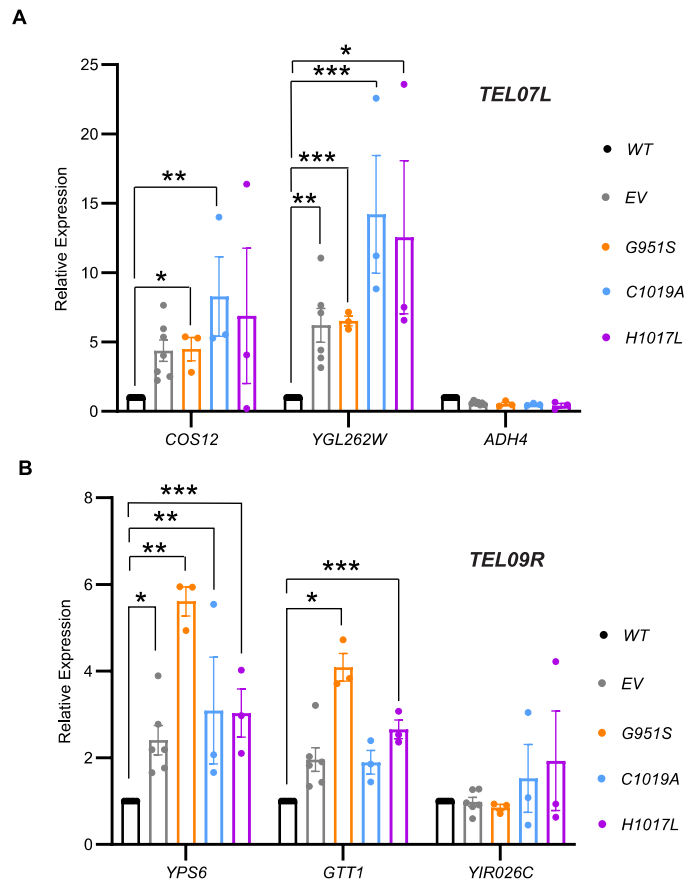 A
TEL07L
Relative Expression
25
20
15
10
5
0
*
***
***
**
**
*
COS12
YGL262W
ADH4
WT
EV
G951S
C1019A
H1017L
B
TEL09R
Relative Expression
8
6
4
2
0
***
**
**
*
***
*
YPS6
GTT1
YIR026C
WT
EV
G951S
C1019A
H1017L